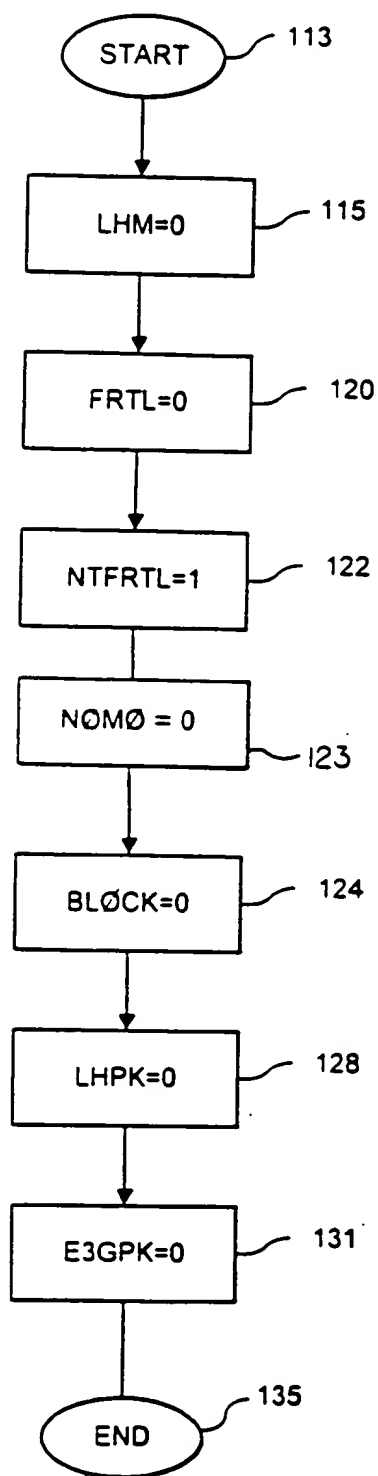 START
113
LHM=0
115
FRTL=0
120
NTFRTL=1
122
NØMØ = 0
123
BLØCK=0
124
LHPK=0
128
E3GPK=0
131
END
135